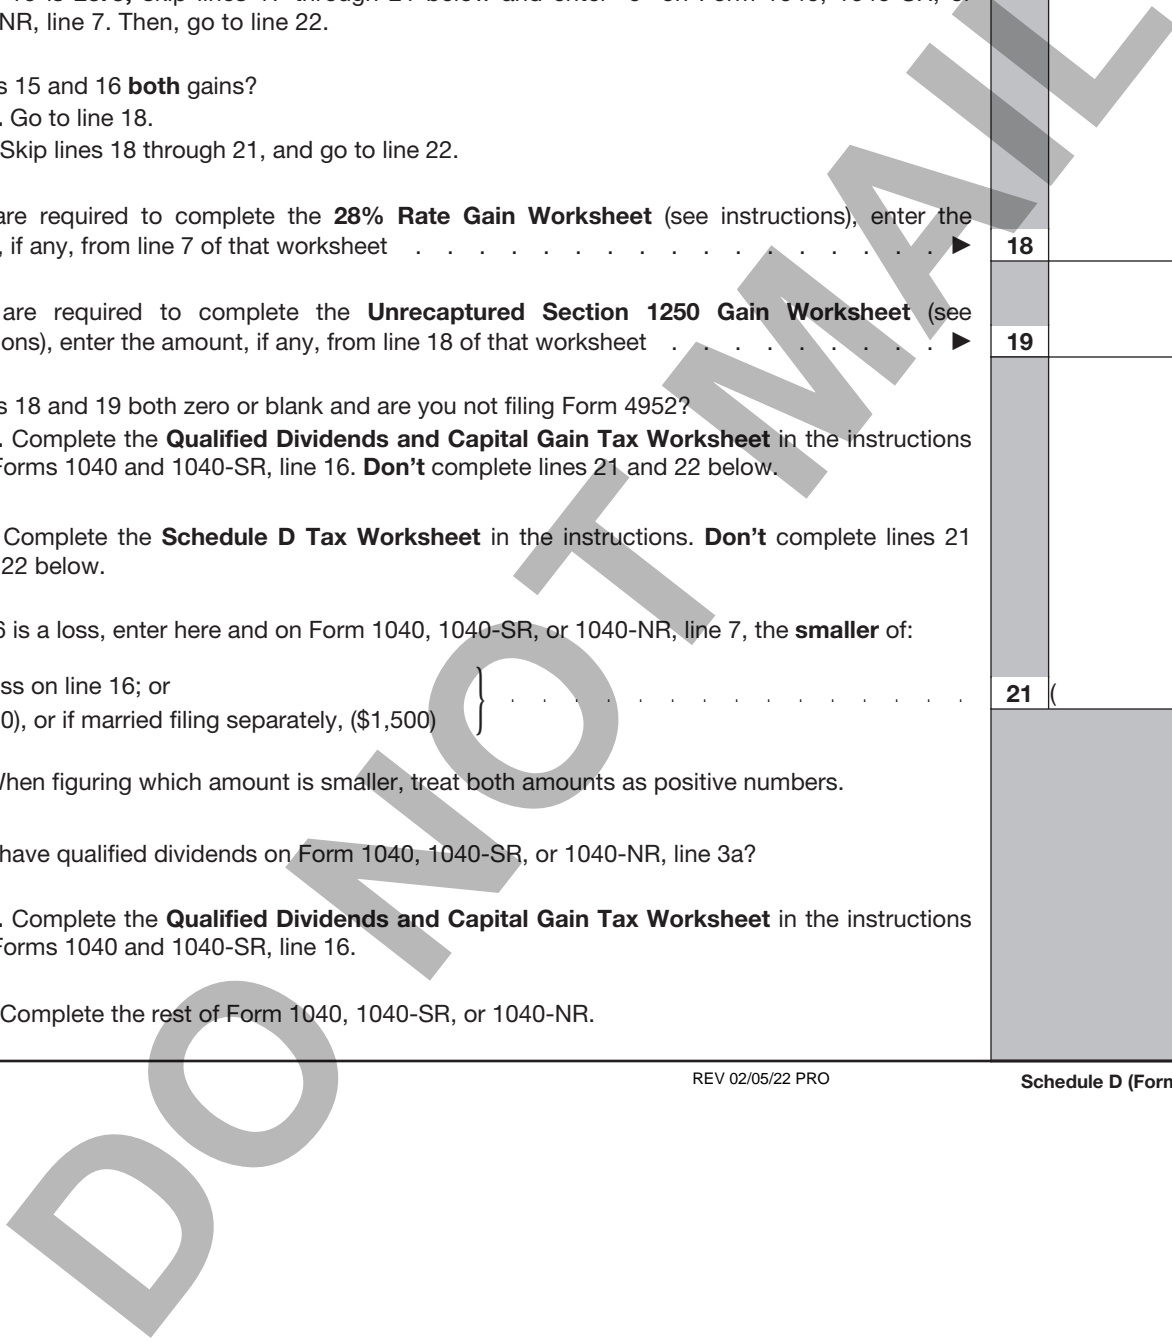 NR, line 7. Then, go to line 22.
s 15 and 16 both gains?
. Go to line 18.
Skip lines 18 through 21, and go to line 22.
are required to complete the 28% Rate Gain Worksheet (see instructions), enter the
, if any, from line 7 of that worksheet . . . . . . . . . . . . . . . . . ▶ 18
are required to complete the Unrecaptured Section 1250 Gain Worksheet (see
ons), enter the amount, if any, from line 18 of that worksheet . . . . . . . . . ▶ 19
s 18 and 19 both zero or blank and are you not filing Form 4952?
. Complete the Qualified Dividends and Capital Gain Tax Worksheet in the instructions
Forms 1040 and 1040-SR, line 16. Don't complete lines 21 and 22 below.
Complete the Schedule D Tax Worksheet in the instructions. Don't complete lines 21
22 below.
6 is a loss, enter here and on Form 1040, 1040-SR, or 1040-NR, line 7, the smaller of:
ss on line 16; or
0), or if married filing separately, ($1,500) } . . . . . . . . . . . . . . . 21 (
When figuring which amount is smaller, treat both amounts as positive numbers.
have qualified dividends on Form 1040, 1040-SR, or 1040-NR, line 3a?
. Complete the Qualified Dividends and Capital Gain Tax Worksheet in the instructions
Forms 1040 and 1040-SR, line 16.
Complete the rest of Form 1040, 1040-SR, or 1040-NR.
REV 02/05/22 PRO Schedule D (Form
DO NOT MAIL